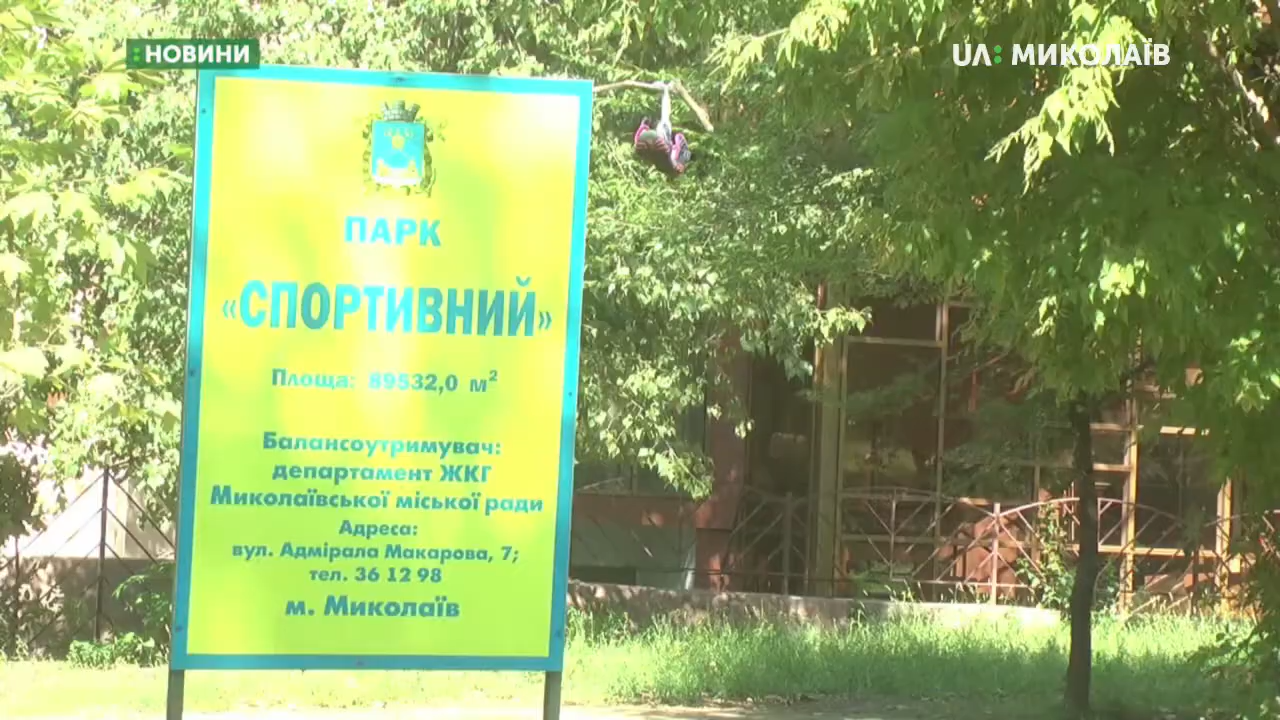 :НОВИНИ
UA: МИКОЛАЇВ
ПАРК
«СПОРТИВНИЙ»
Площа: 89532,0 м²
Балансоутримувач:
департамент ЖКГ
Миколаївської міської ради
Адреса:
вул. Адмірала Макарова, 7;
тел. 36 12 98
м. Миколаїв